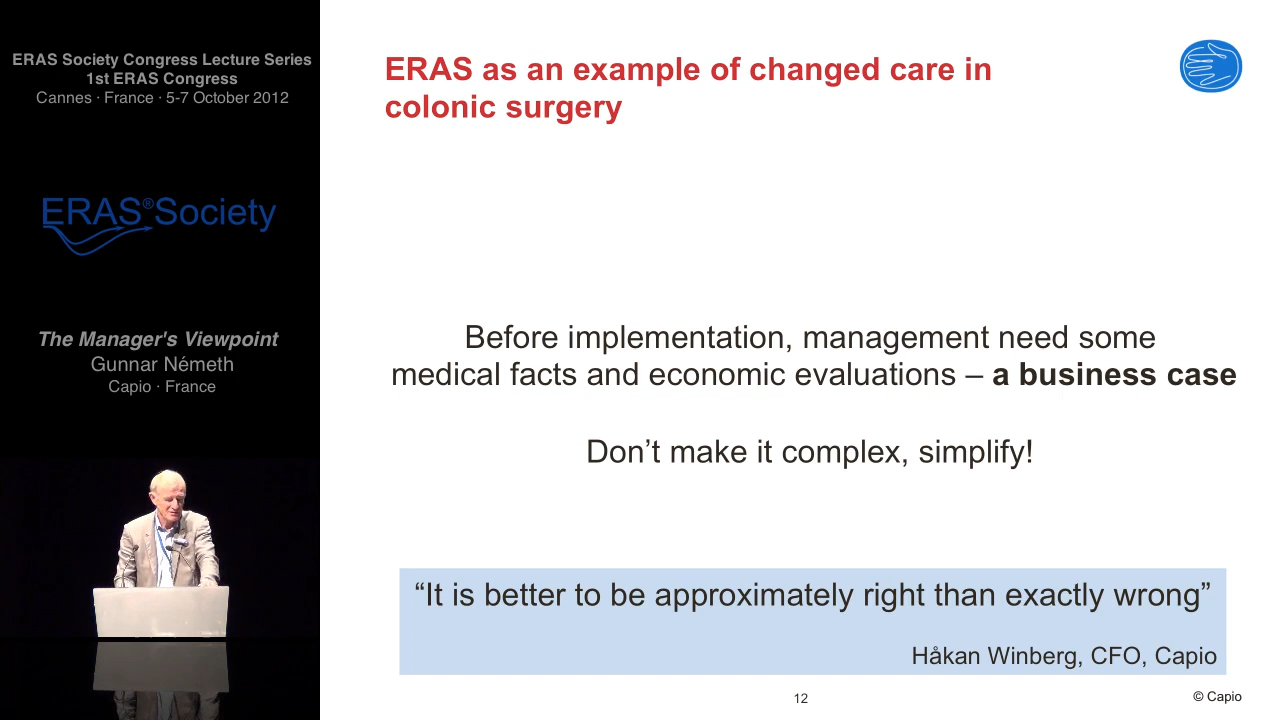 ERAS Society Congress Lecture Series
1st ERAS Congress
Cannes · France · 5-7 October 2012
ERAS®Society
The Manager's Viewpoint
Gunnar Németh
Capio · France
ERAS as an example of changed care in
colonic surgery
Before implementation, management need some
medical facts and economic evaluations – a business case
Don’t make it complex, simplify!
“It is better to be approximately right than exactly wrong”
Håkan Winberg, CFO, Capio
12
© Capio